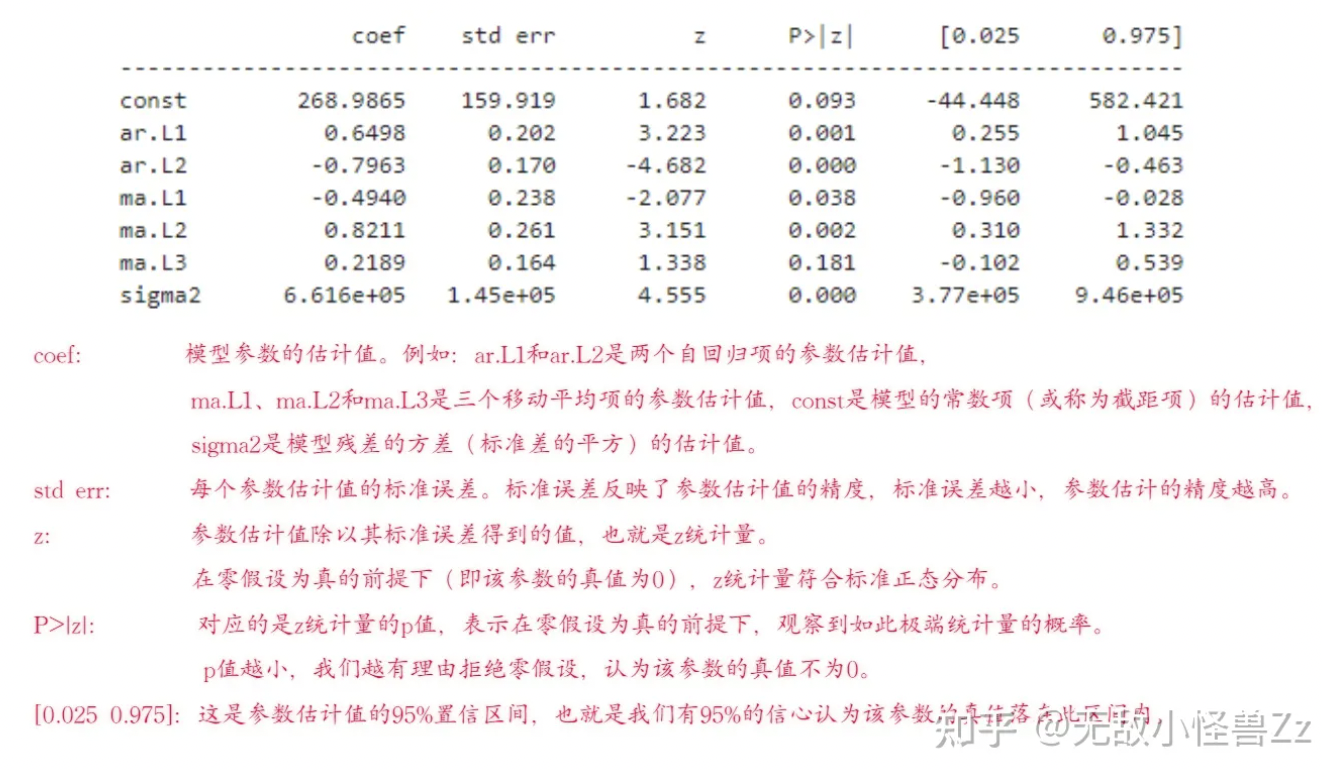 coef std err z P>|z| [0.025 0.975]
const 268.9865 159.919 1.682 0.093 -44.448 582.421
ar.L1 0.6498 0.202 3.223 0.001 0.255 1.045
ar.L2 -0.7963 0.170 -4.682 0.000 -1.130 -0.463
ma.L1 -0.4940 0.238 -2.077 0.038 -0.960 -0.028
ma.L2 0.8211 0.261 3.151 0.002 0.310 1.332
ma.L3 0.2189 0.164 1.338 0.181 -0.102 0.539
sigma2 6.616e+05 1.45e+05 4.555 0.000 3.77e+05 9.46e+05
coef: 模型参数的估计值。例如：ar.L1和ar.L2是两个自回归项的参数估计值，
ma.L1、ma.L2和ma.L3是三个移动平均项的参数估计值，const是模型的常数项（或称为截距项）的估计值，
sigma2是模型残差的方差（标准差的平方）的估计值。
std err: 每个参数估计值的标准误差。标准误差反映了参数估计值的精度，标准误差越小，参数估计的精度越高。
z: 参数估计值除以其标准误差得到的值，也就是z统计量。
在零假设为真的前提下（即该参数的真值为0），z统计量符合标准正态分布。
P>|z|: 对应的是z统计量的p值，表示在零假设为真的前提下，观察到如此极端统计量的概率。
p值越小，我们越有理由拒绝零假设，认为该参数的真值不为0。
[0.025 0.975]: 这是参数估计值的95%置信区间，也就是我们有95%的信心认为该参数的真值落在此区间内。
知乎 @无敌小怪兽Zz